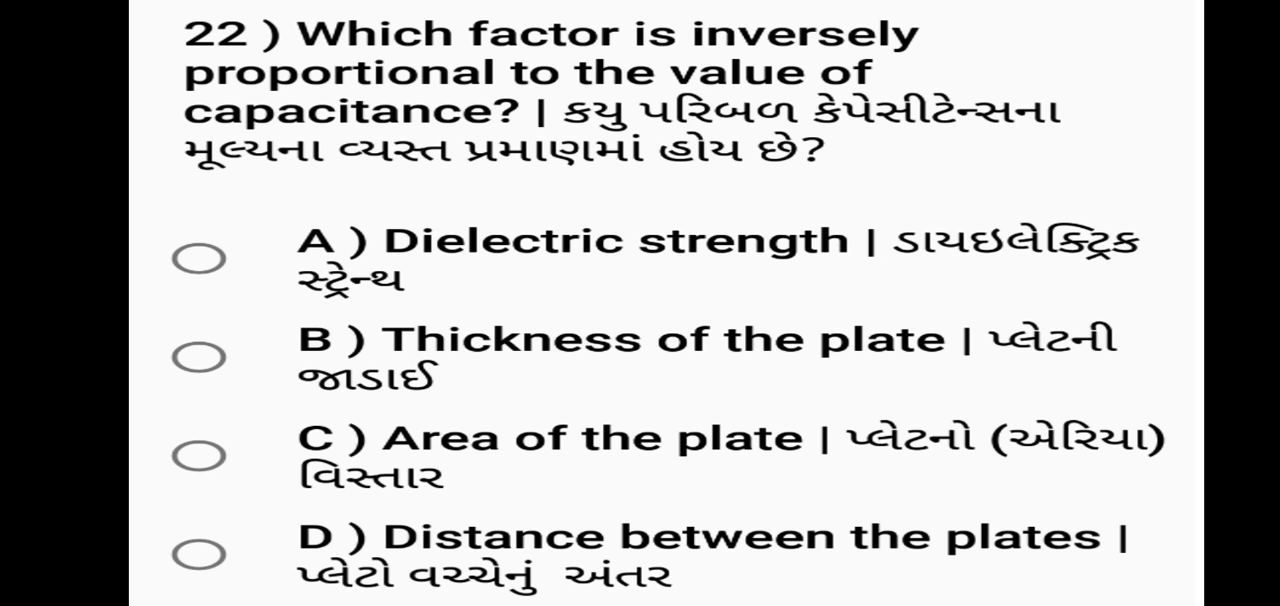 22 ) Which factor is inversely
proportional to the value of
capacitance? | કયુ પરિબળ કેપેસીટેન્સના
મૂલ્યના વ્યસ્ત પ્રમાણમાં હોય છે?
A ) Dielectric strength | ડાયઇલેક્ટ્રિક
સ્ટ્રેન્થ
B ) Thickness of the plate | પ્લેટની
જાડાઈ
C ) Area of the plate | પ્લેટનો (એરિયા)
વિસ્તાર
D ) Distance between the plates |
પ્લેટો વચ્ચેનું અંતર